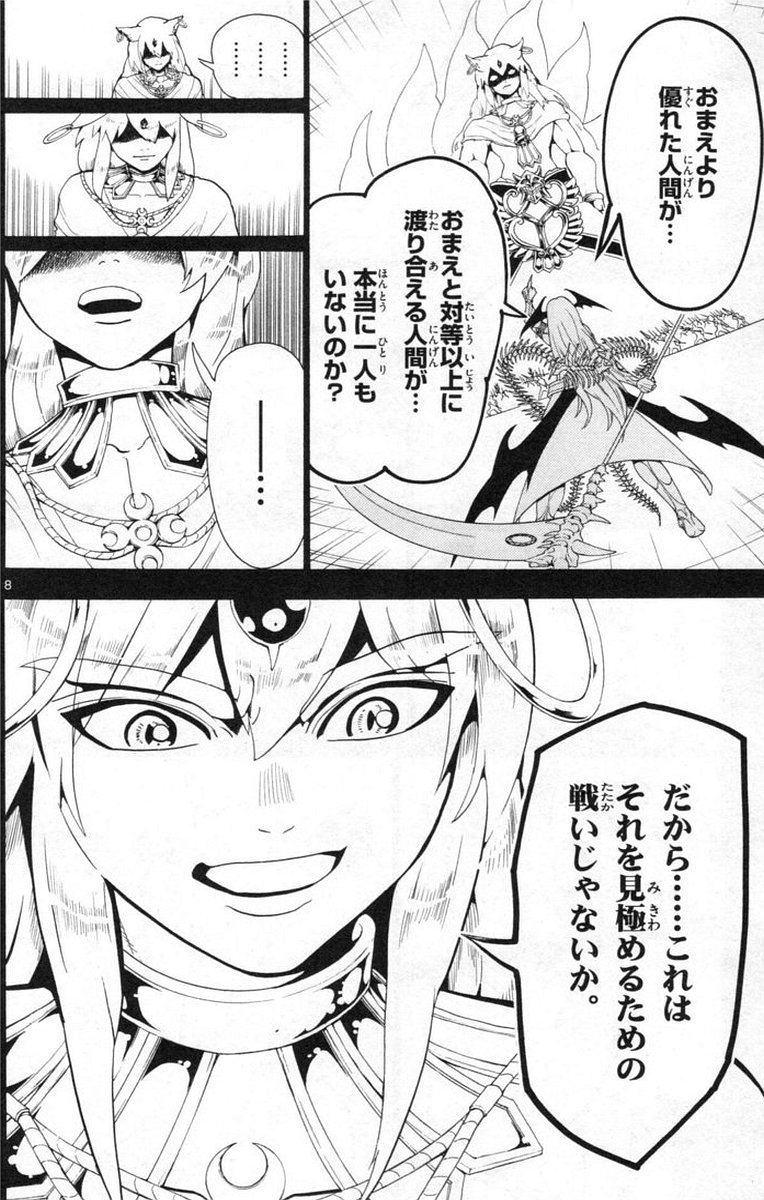 おまえより
優れた人間が…
おまえと対等以上に
渡り合える人間が…
本当に一人も
いないのか？
………
……
―…
だから……これは
それを見極めるための
戦いじゃないか。
8